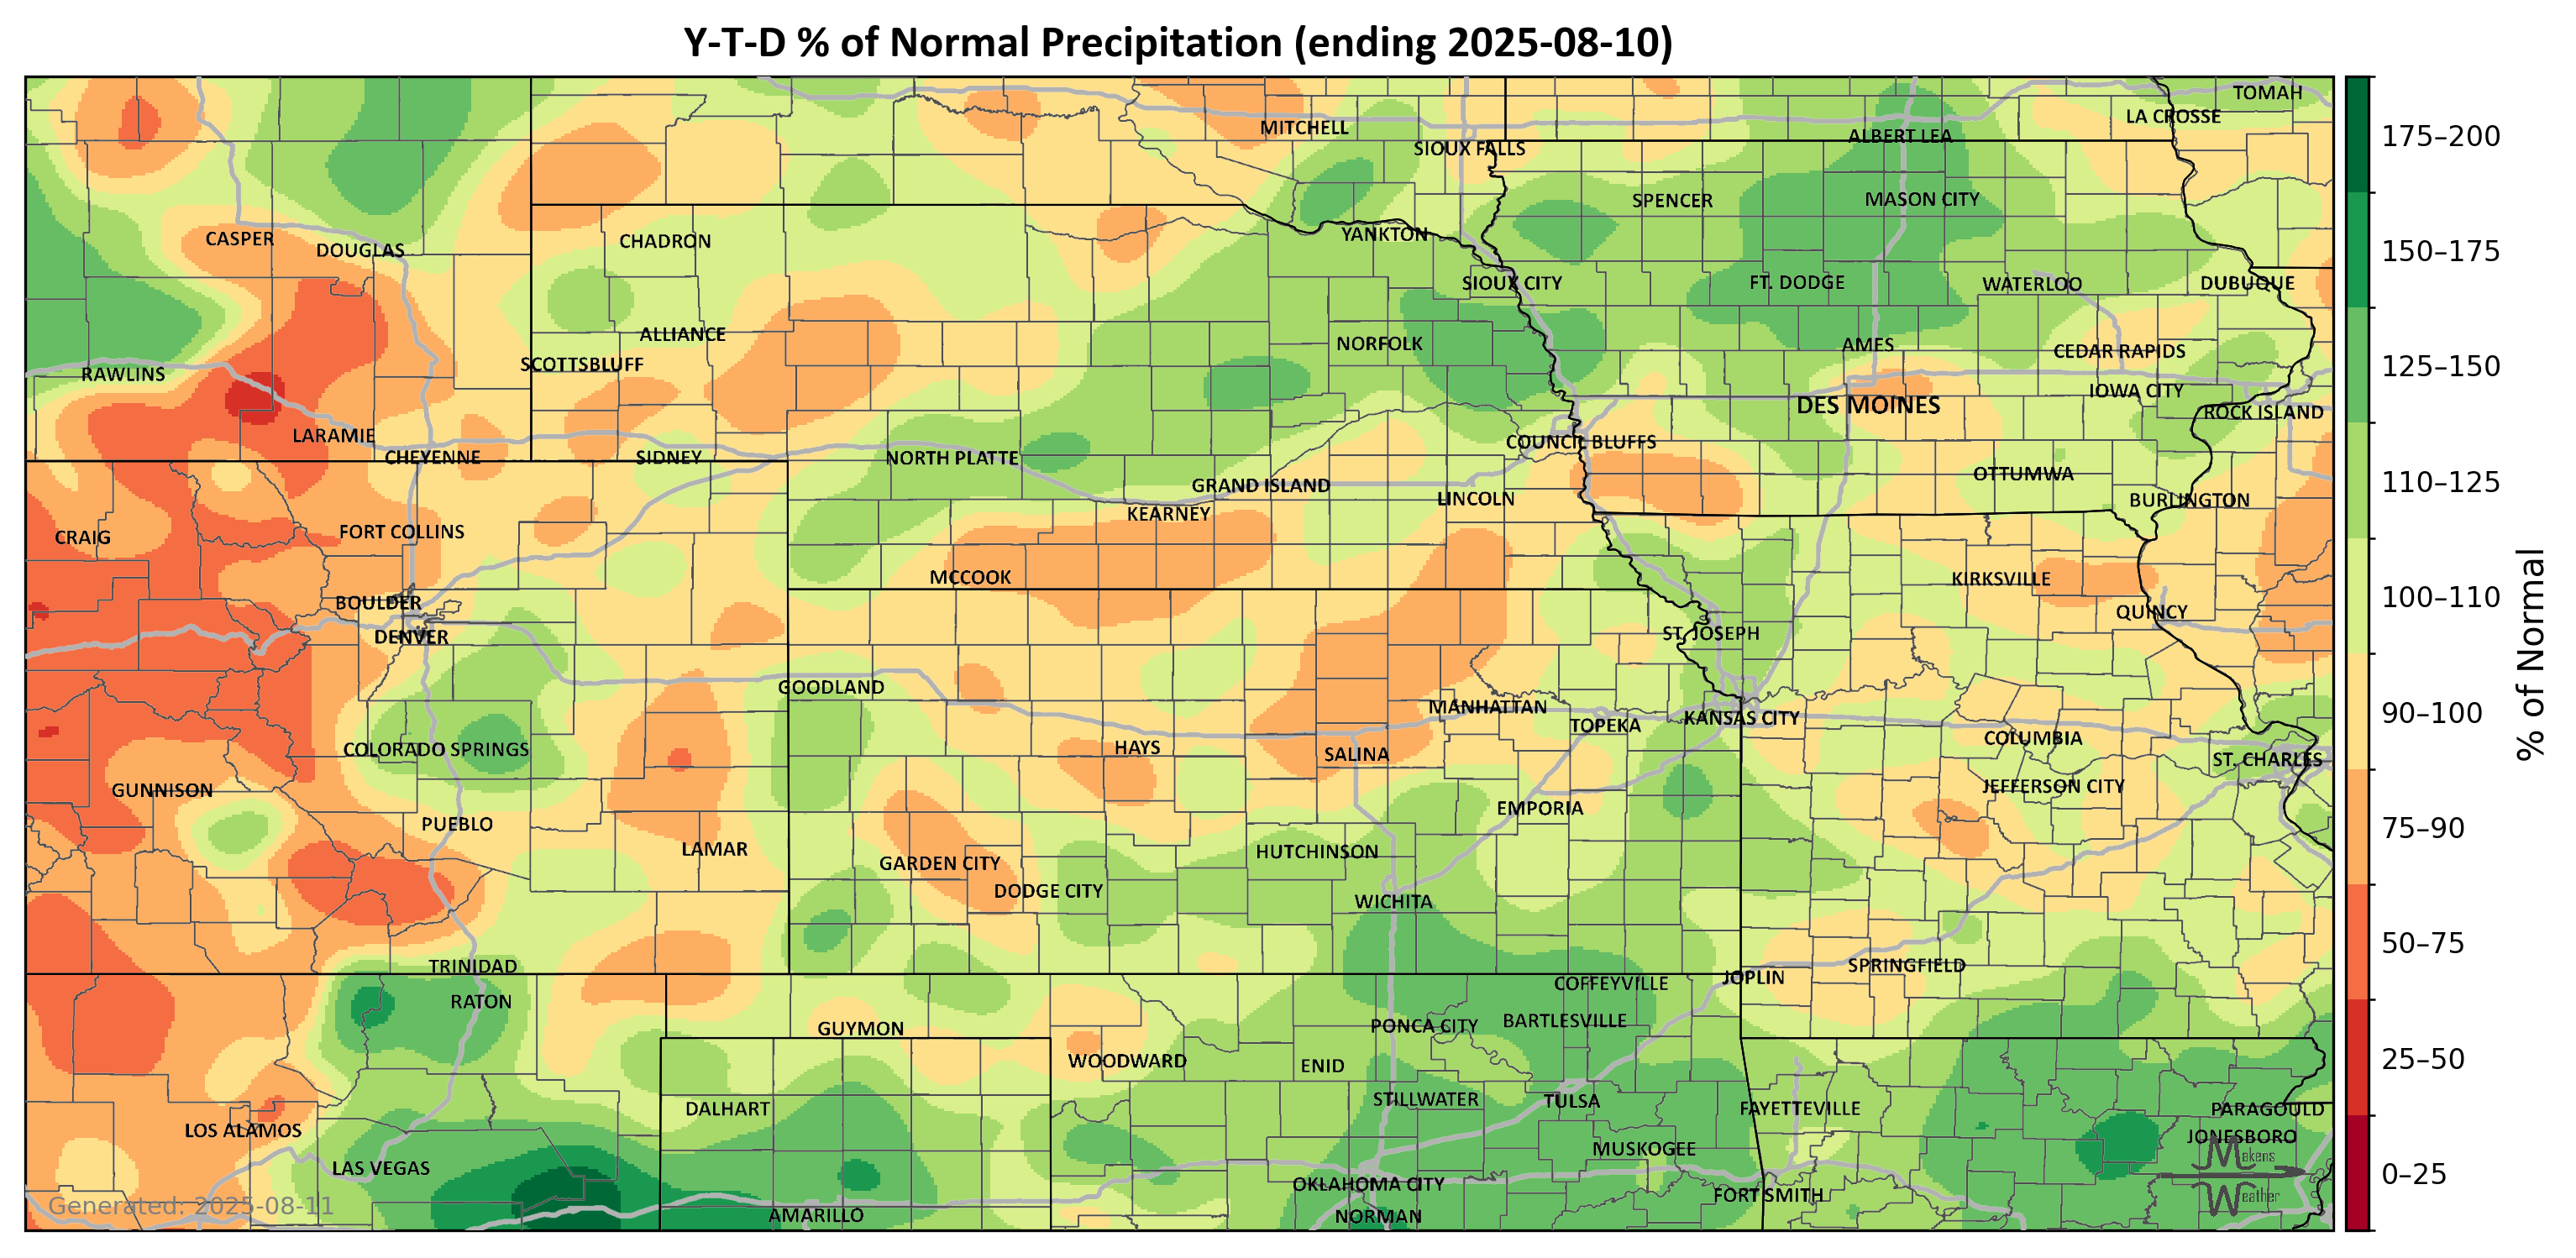 Y-T-D % of Normal Precipitation (ending 2025-08-10)
TOMAH
LA CROSSE
MITCHELL
ALBERT LEA
SIOUX FALLS
SPENCER
MASON CITY
YANKTON
CASPER
CHADRON
DOUGLAS
SIOUX CITY
FT. DODGE
WATERLOO
DUBUQUE
ALLIANCE
NORFOLK
AMES
CEDAR RAPIDS
SCOTTSBLUFF
RAWLINS
IOWA CITY
DES MOINES
ROCK ISLAND
LARAMIE
COUNCIL BLUFFS
CHEYENNE
SIDNEY
NORTH PLATTE
OTTUMWA
GRAND ISLAND
LINCOLN
BURLINGTON
KEARNEY
CRAIG
FORT COLLINS
MCCOOK
KIRKSVILLE
BOULDER
QUINCY
DENVER
ST. JOSEPH
GOODLAND
MANHATTAN
TOPEKA
KANSAS CITY
COLUMBIA
COLORADO SPRINGS
HAYS
SALINA
ST. CHARLES
GUNNISON
JEFFERSON CITY
EMPORIA
PUEBLO
LAMAR
HUTCHINSON
GARDEN CITY
DODGE CITY
WICHITA
TRINIDAD
SPRINGFIELD
JOPLIN
COFFEYVILLE
RATON
BARTLESVILLE
PONCA CITY
GUYMON
WOODWARD
ENID
STILLWATER
TULSA
DALHART
FAYETTEVILLE
PARAGOULD
LOS ALAMOS
JONESBORO
MUSKOGEE
LAS VEGAS
OKLAHOMA CITY
FORT SMITH
AMARILLO
NORMAN
Makens
Weather
Generated: 2025-08-11
175–200
150–175
125–150
110–125
100–110
90–100
75–90
50–75
25–50
0–25
% of Normal